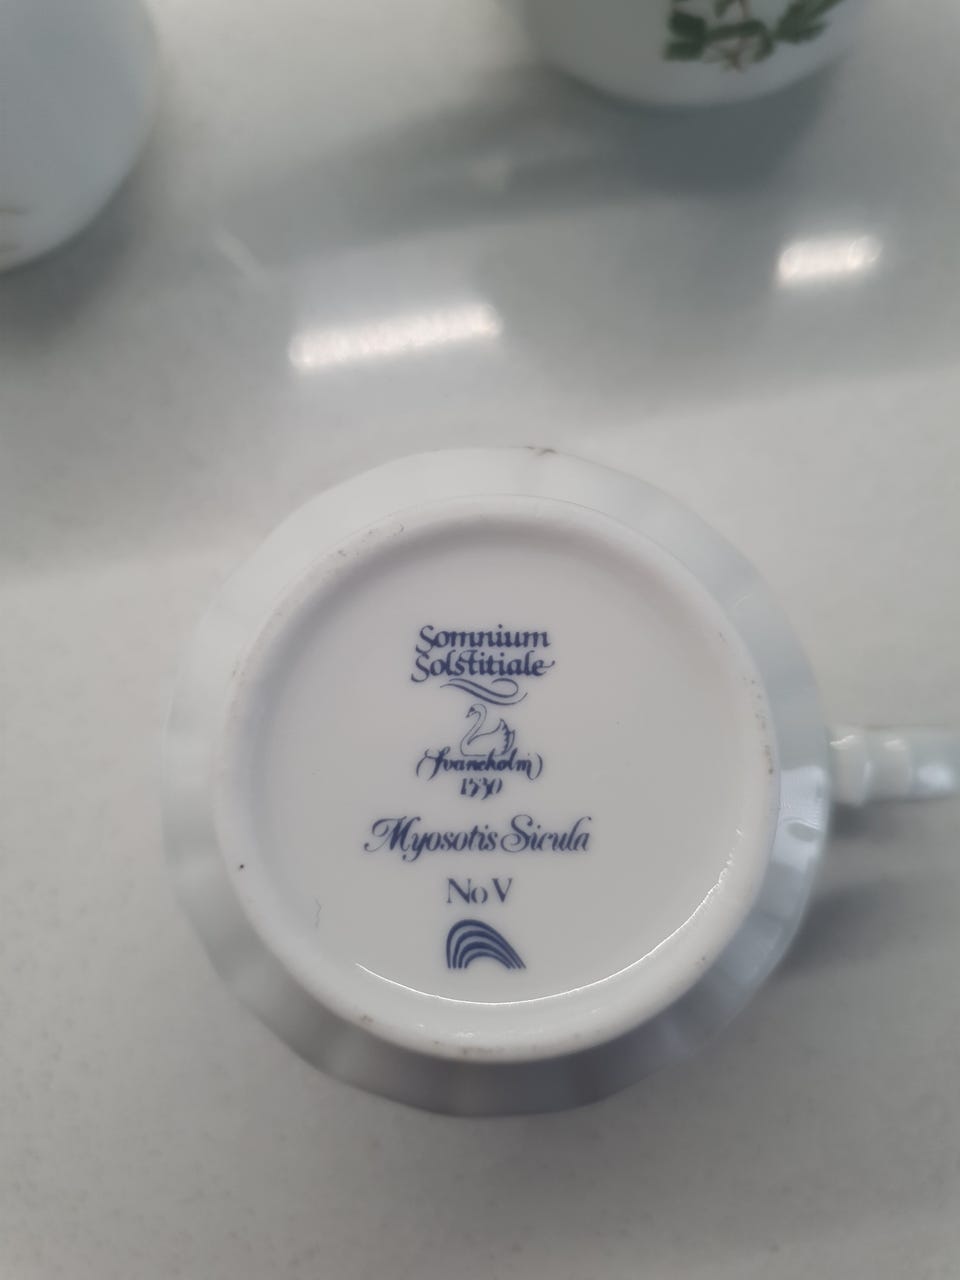 Somnium
Solstitiale
Svaneholm
1530
Myosotis Sicula
No V